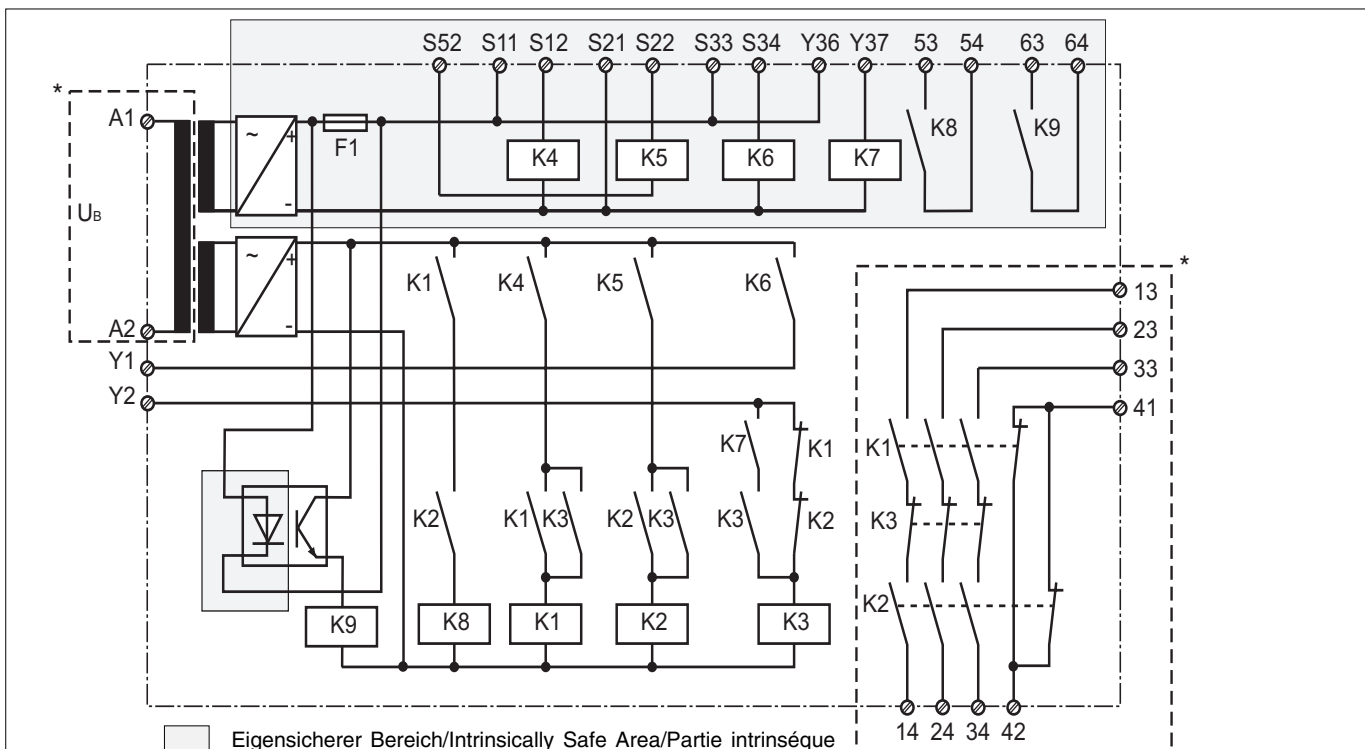 S52 S11 S12 S21 S22 S33 S34 Y36 Y37 53 54 63 64
*
A1
~ +
F1
K4 K5 K6 K7 K8 K9
-
UB
~ +
K1 K4 K5 K6
*
13
-
A2
23
Y1
33
Y2
41
K7 K1 K1
K2 K1 K3 K2 K3 K3 K2 K3
K2
K9 K8 K1 K2 K3
14 24 34 42
Eigensicherer Bereich/Intrinsically Safe Area/Partie intrinséque